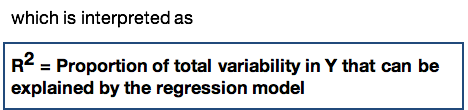 which is interpreted as
R² = Proportion of total variability in Y that can be
explained by the regression model